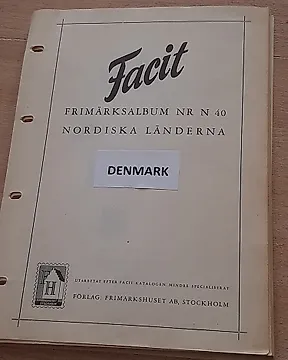 Facit
FRIMÄRKSALBUM NR N 40
NORDISKA LÄNDERNA
DENMARK
H
UTARBETAT EFTER FACIT-KATALOGEN, MINDRE SPECIALISERAT
FÖRLAG: FRIMÄRKSHUSET AB, STOCKHOLM